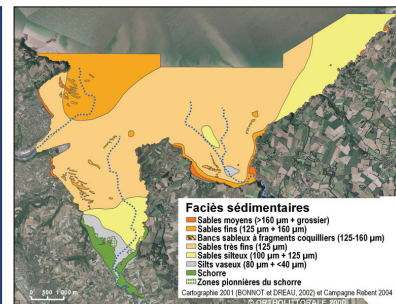 Faciès sédimentaires
Sables moyens (>160 µm + grossier)
Sables fins (125 µm + 160 µm)
Bancs sableux à fragments coquilliers (125-160 µm)
Sables très fins (125 µm)
Sables silteux (100 µm + 125 µm)
Silts vaseux (80 µm + <40 µm)
Schorre
Zones pionnières du schorre
Cartographie 2001 (BONNOT et DREAU, 2002) et Campagne Rebent 2004
0 500 1 000 m
© ORTHOLITTORALE 2000